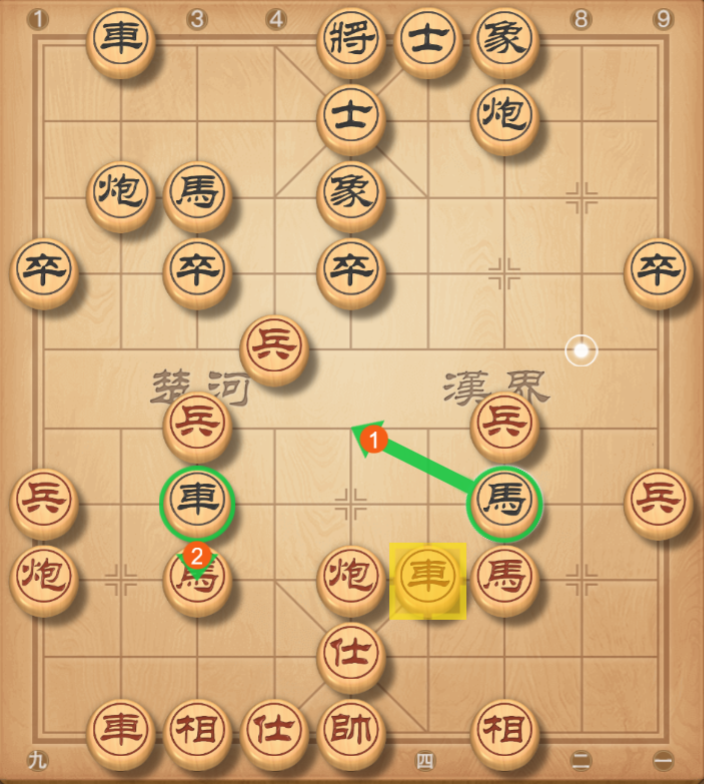 1 3 4 8 9
車 將 士 象
士 炮
炮 馬 象
卒 卒 卒 卒
兵
楚河 漢界
兵 兵
1
兵 車 馬 兵
2
炮 馬 炮 車 馬
仕
車 相 仕 帥 相
九 四 二 一